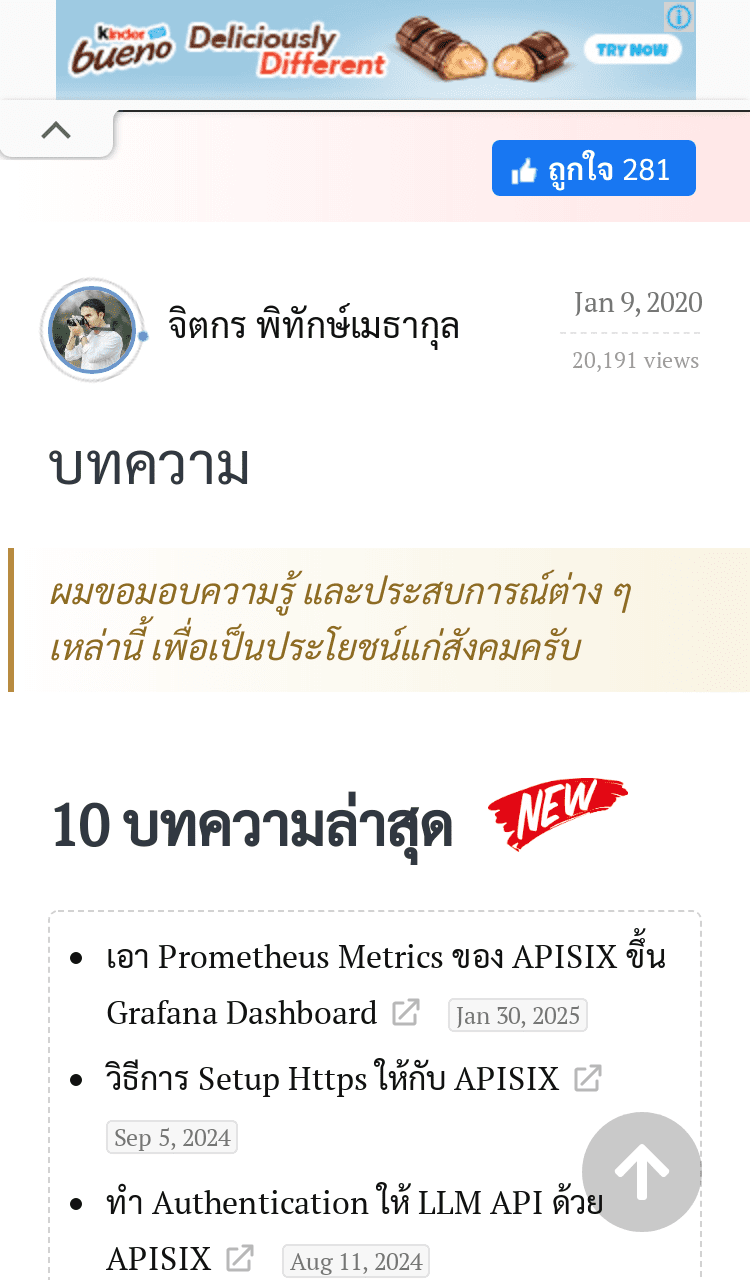 kinder bueno Deliciously Different TRY NOW
ถูกใจ 281
จิตกร พิทักษ์เมธากุล
Jan 9, 2020
20,191 views
บทความ
ผมขอมอบความรู้ และประสบการณ์ต่าง ๆ
เหล่านี้ เพื่อเป็นประโยชน์แก่สังคมครับ
10 บทความล่าสุด NEW
เอา Prometheus Metrics ของ APISIX ขึ้น
Grafana Dashboard Jan 30, 2025
วิธีการ Setup Https ให้กับ APISIX
Sep 5, 2024
ทำ Authentication ให้ LLM API ด้วย
APISIX Aug 11, 2024